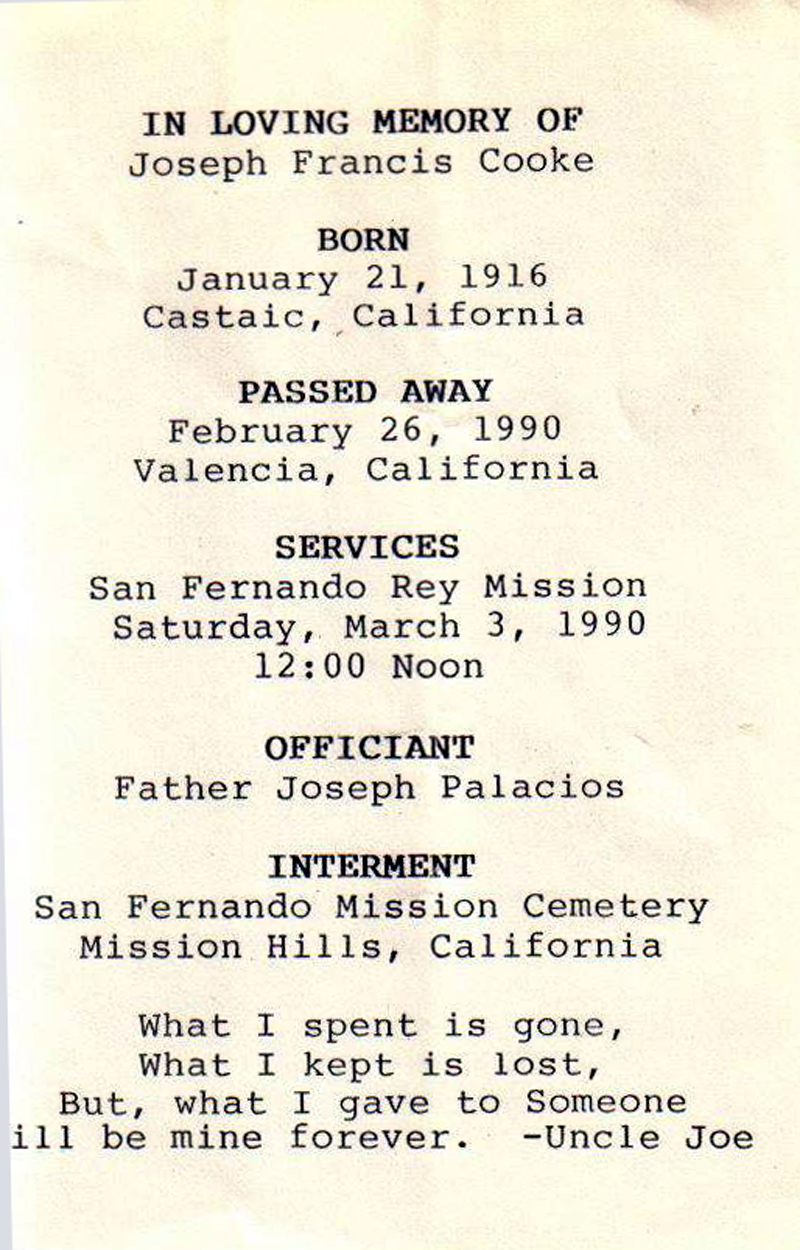 IN LOVING MEMORY OF
Joseph Francis Cooke
BORN
January 21, 1916
Castaic, California
PASSED AWAY
February 26, 1990
Valencia, California
SERVICES
San Fernando Rey Mission
Saturday, March 3, 1990
12:00 Noon
OFFICIANT
Father Joseph Palacios
INTERMENT
San Fernando Mission Cemetery
Mission Hills, California
What I spent is gone,
What I kept is lost,
But, what I gave to Someone
ill be mine forever. -Uncle Joe